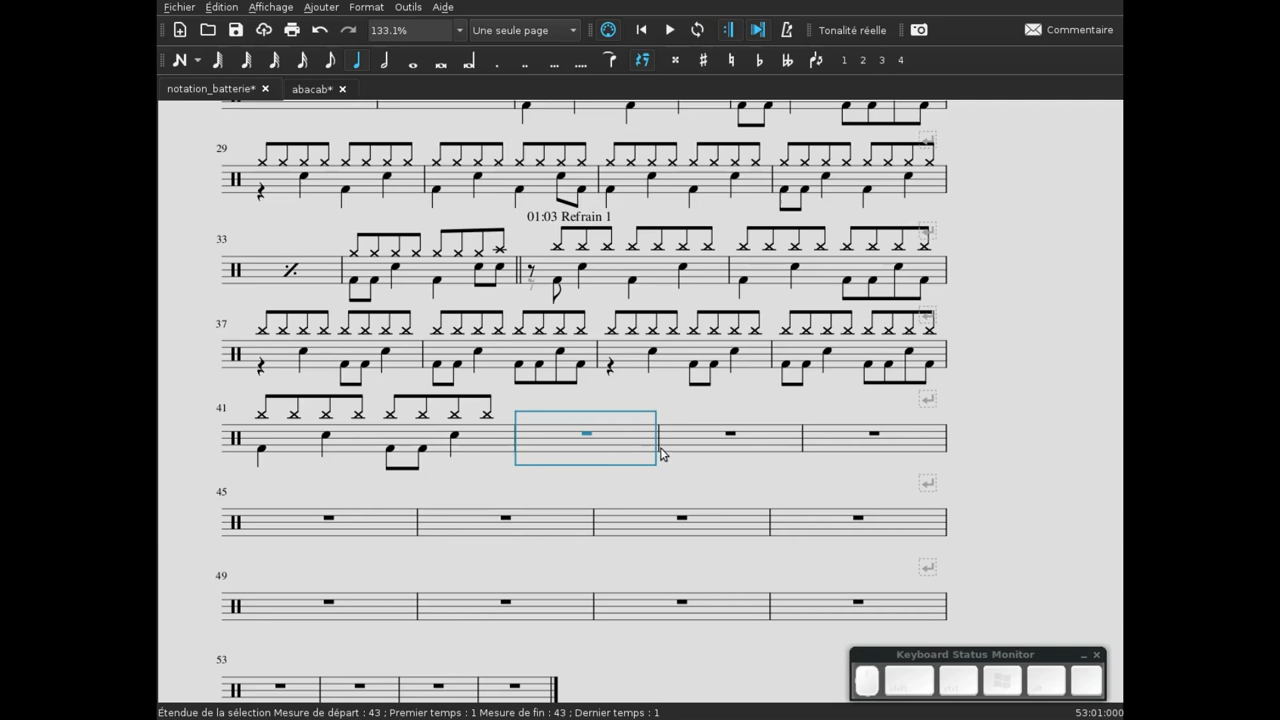 Fichier Édition Affichage Ajouter Format Outils Aide
133.1% Une seule page Tonalité réelle Commentaire
1 2 3 4
notation_batterie* abacab*
29
01:03 Refrain 1
33
37
41
45
49
53
Keyboard Status Monitor
Étendue de la sélection Mesure de départ : 43 ; Premier temps : 1 Mesure de fin : 43 ; Dernier temps : 1 53:01:000